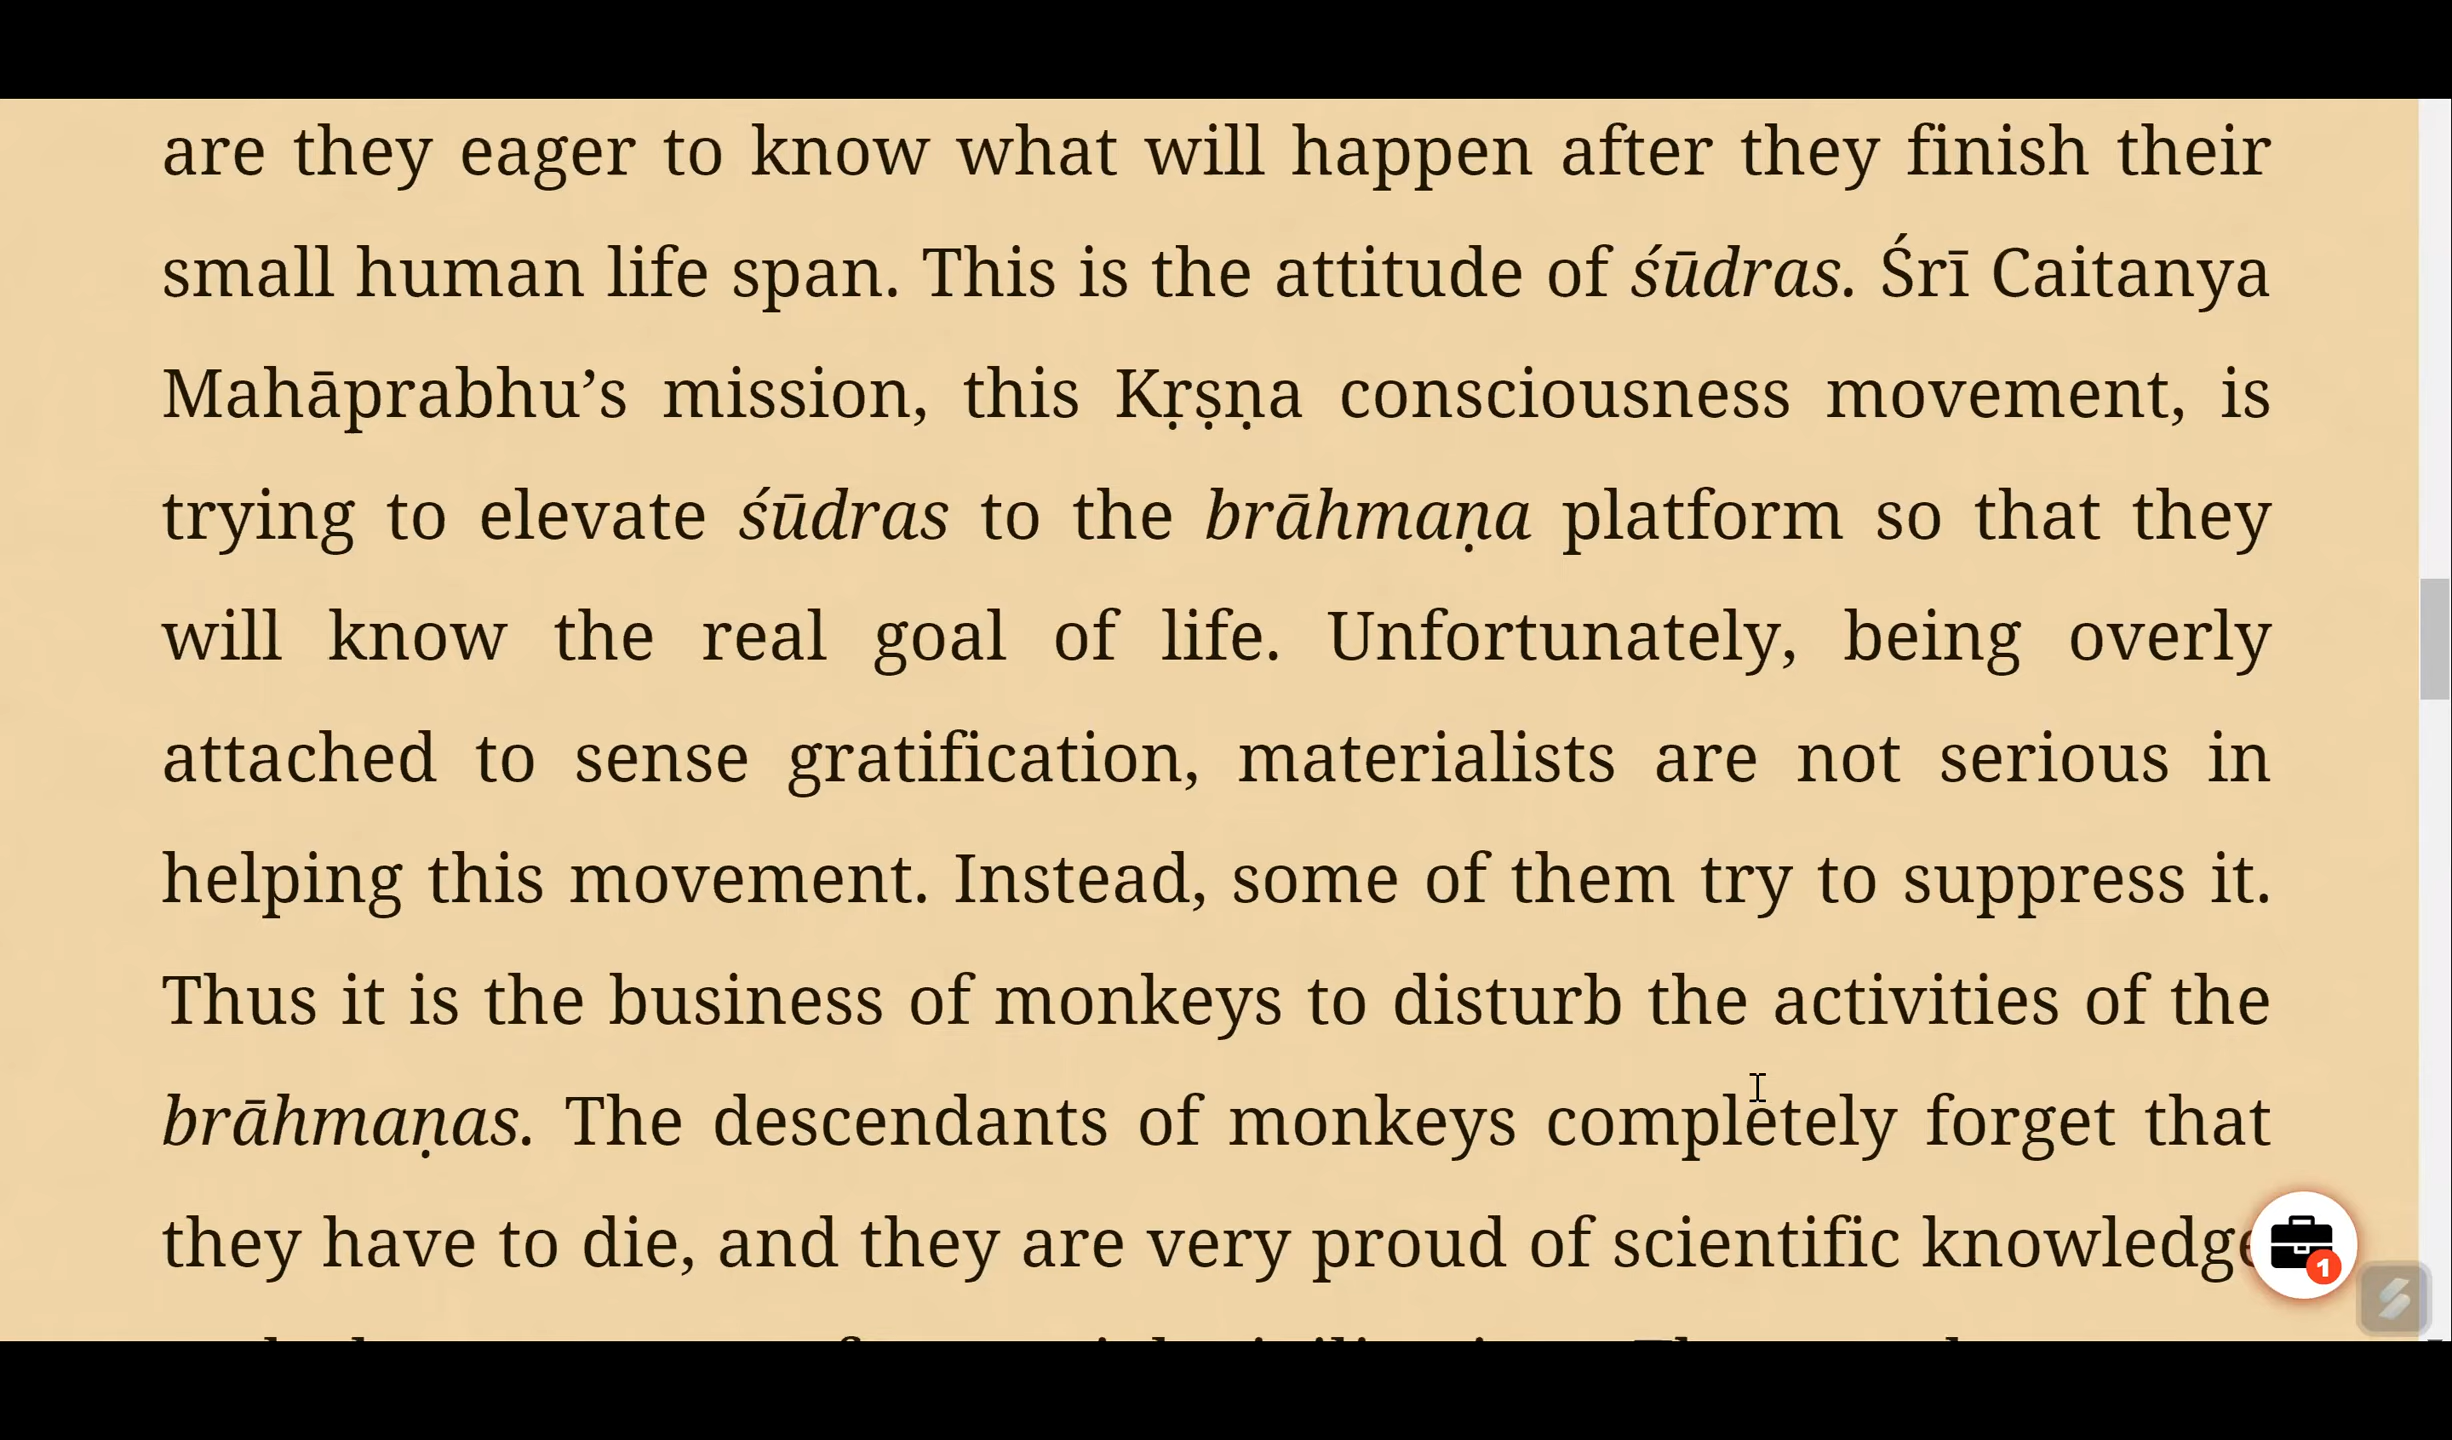 are they eager to know what will happen after they finish their
small human life span. This is the attitude of śūdras. Śrī Caitanya
Mahāprabhu’s mission, this Kṛṣṇa consciousness movement, is
trying to elevate śūdras to the brāhmaṇa platform so that they
will know the real goal of life. Unfortunately, being overly
attached to sense gratification, materialists are not serious in
helping this movement. Instead, some of them try to suppress it.
Thus it is the business of monkeys to disturb the activities of the
brāhmaṇas. The descendants of monkeys completely forget that
they have to die, and they are very proud of scientific knowledge
1